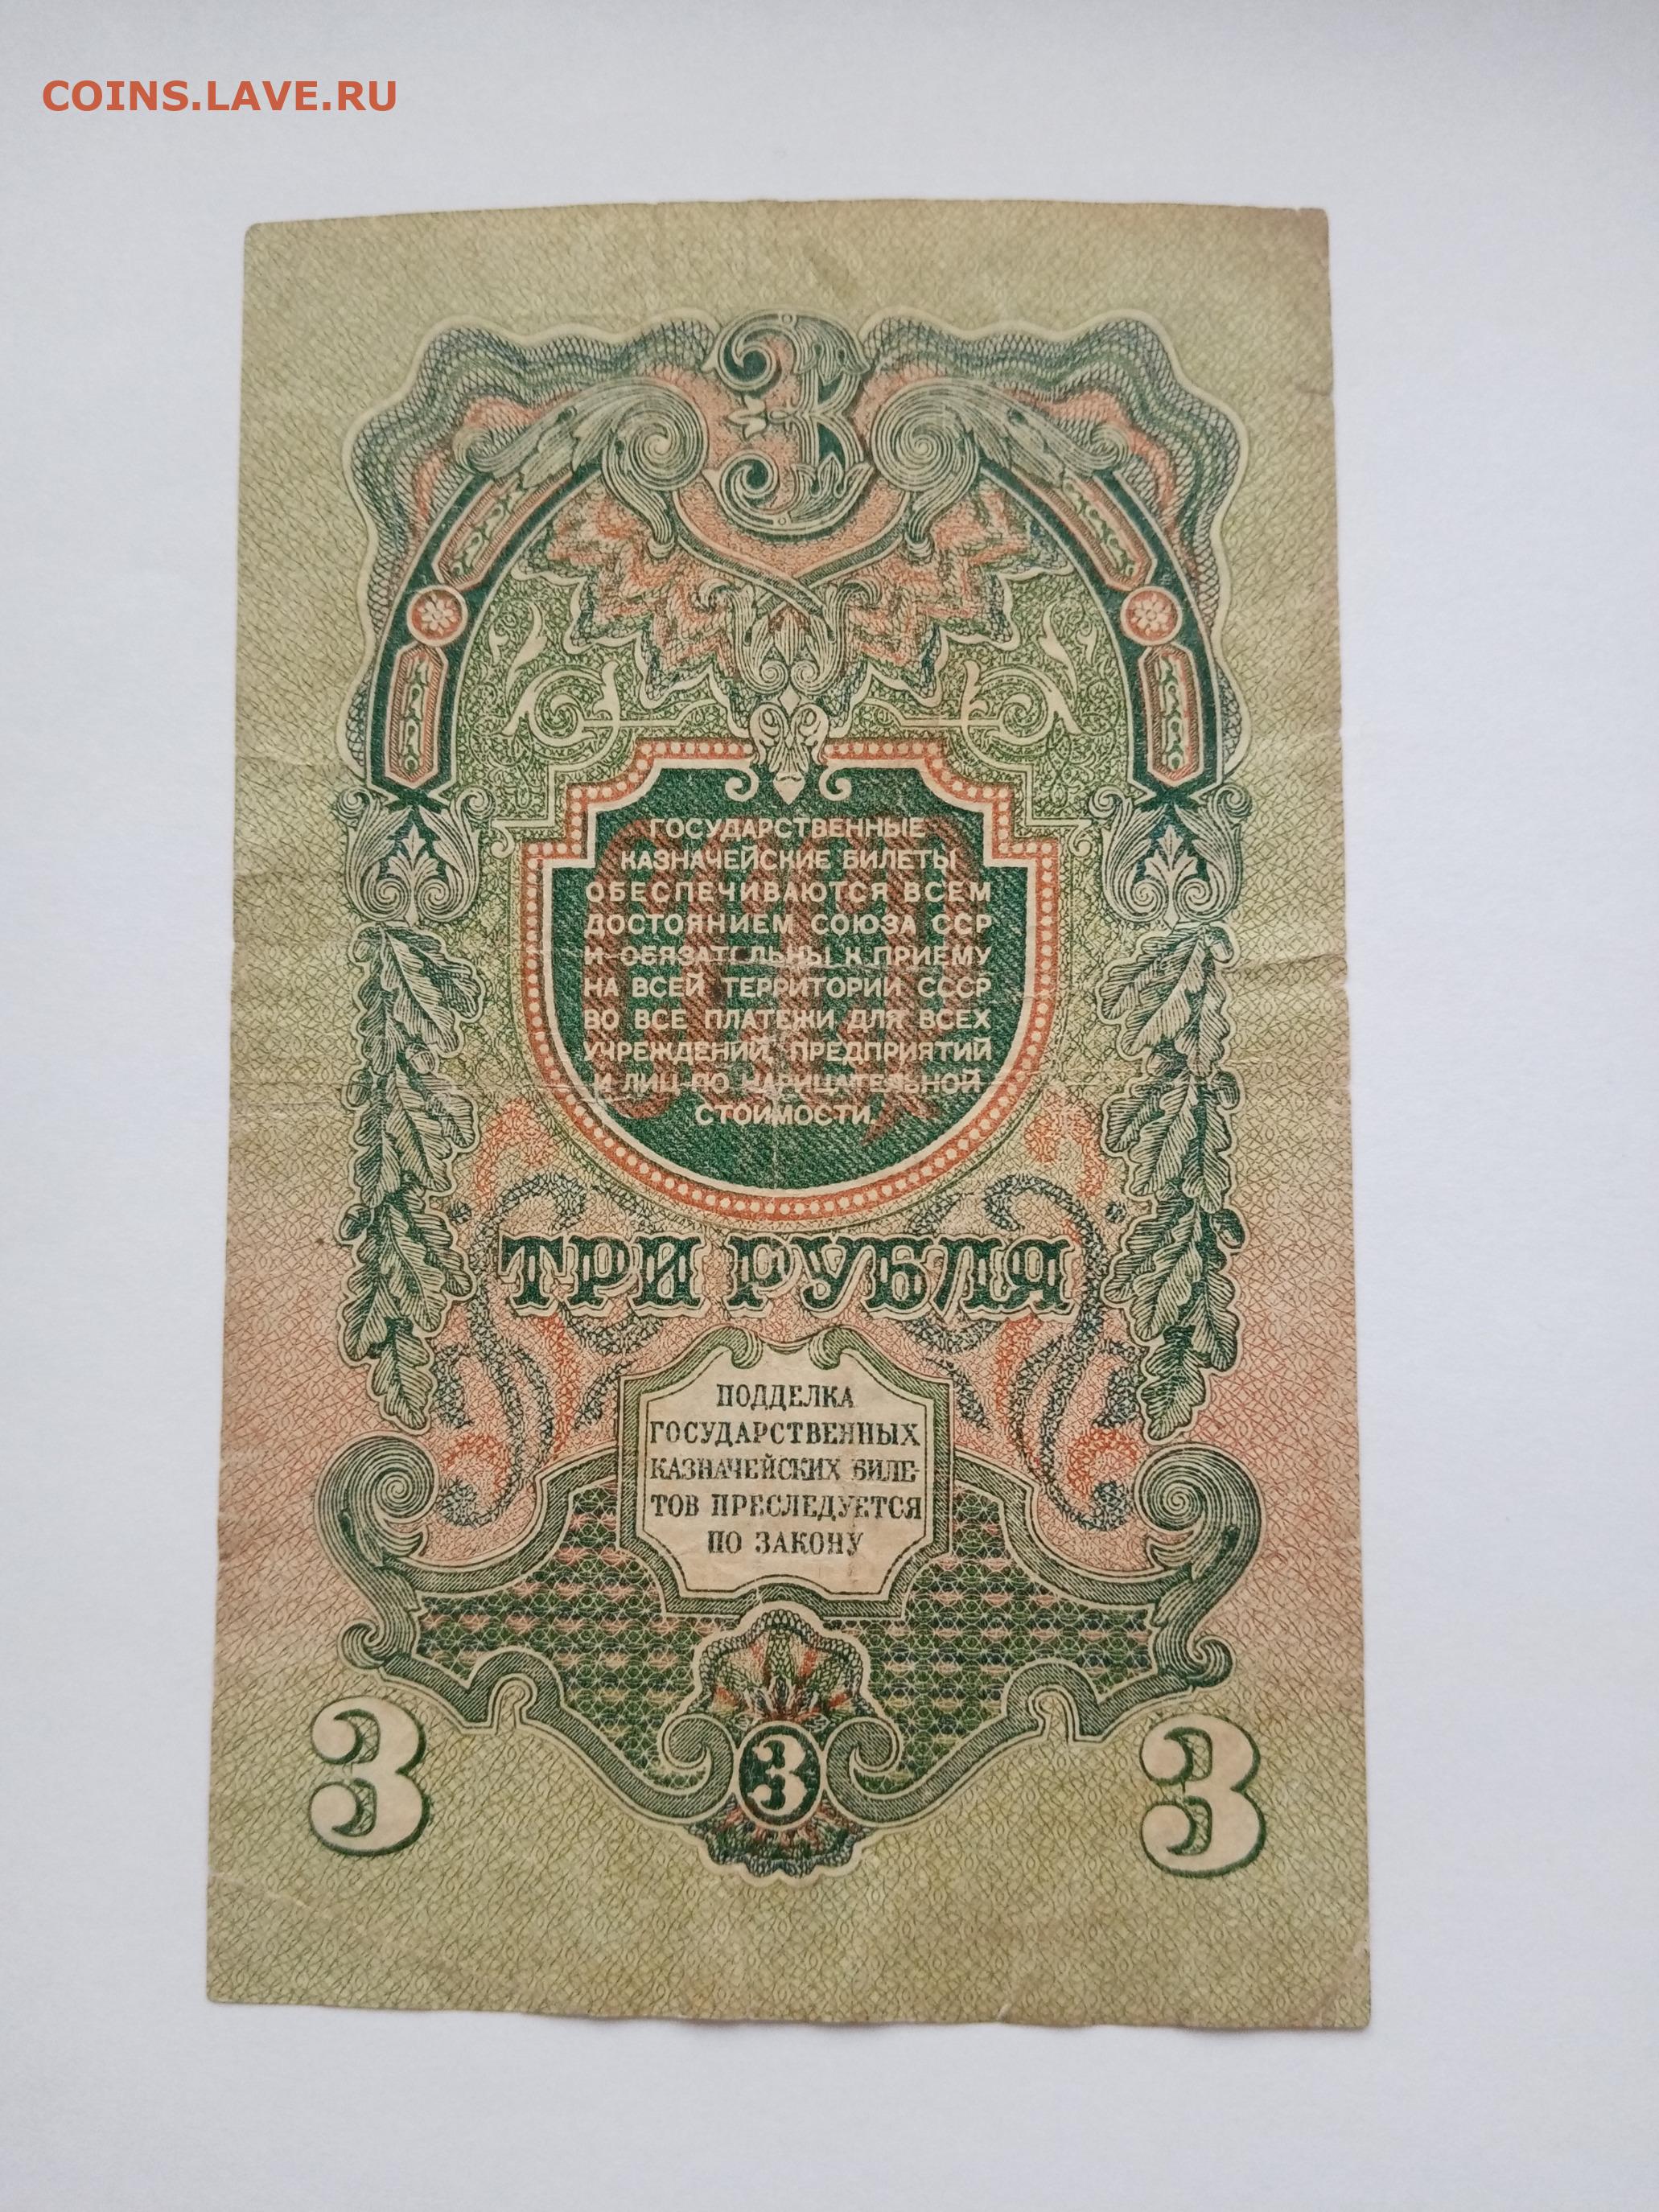 COINS.LAVE.RU
3
ГОСУДАРСТВЕННЫЕ
КАЗНАЧЕЙСКИЕ БИЛЕТЫ
ОБЕСПЕЧИВАЮТСЯ ВСЕМ
ДОСТОЯНИЕМ СОЮЗА ССР
И ОБЯЗАТЕЛЬНЫ К ПРИЕМУ
НА ВСЕЙ ТЕРРИТОРИИ СССР
ВО ВСЕ ПЛАТЕЖИ ДЛЯ ВСЕХ
УЧРЕЖДЕНИЙ, ПРЕДПРИЯТИЙ
И ЛИЦ ПО НАРИЦАТЕЛЬНОЙ
СТОИМОСТИ.
ТРИ РУБЛЯ
ПОДДЕЛКА
ГОСУДАРСТВЕННЫХ
КАЗНАЧЕЙСКИХ БИЛЕ-
ТОВ ПРЕСЛЕДУЕТСЯ
ПО ЗАКОНУ
3 3 3